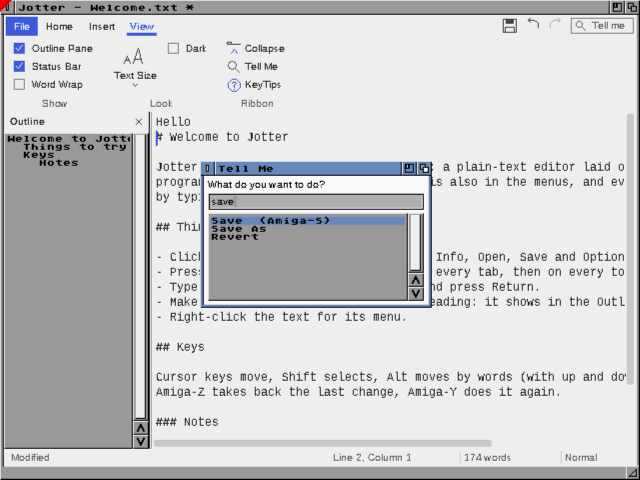 Jotter - Welcome.txt *
File Home Insert View Tell me
Outline Pane Dark Collapse
Status Bar Text Size Tell Me
Word Wrap KeyTips
Show Look Ribbon
Outline ×
Welcome to Jott
Things to try
Keys
Notes
Hello
# Welcome to Jotter
Jotter : a plain-text editor laid o
progra is also in the menus, and ev
by typ
## Thi
- Clic Info, Open, Save and Option
- Pres every tab, then on every to
- Type nd press Return.
- Make eading: it shows in the Outl
- Right-click the text for its menu.
## Keys
Cursor keys move, Shift selects, Alt moves by words (with up and do
Amiga-Z takes back the last change, Amiga-Y does it again.
### Notes
Tell Me
What do you want to do?
save
Save (Amiga-S)
Save As
Revert
Modified Line 2, Column 1 174 words Normal